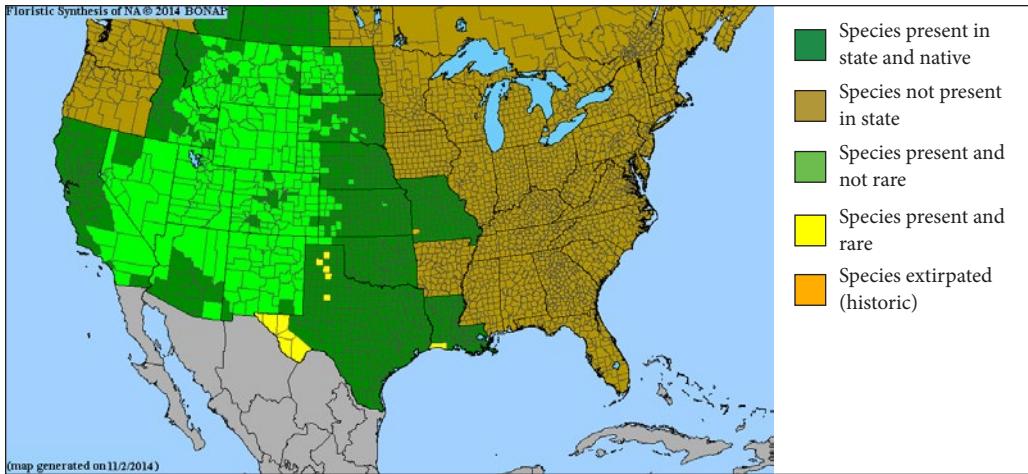 Floristic Synthesis of NA © 2014 BONAP
Species present in
state and native
Species not present
in state
Species present and
not rare
Species present and
rare
Species extirpated
(historic)
(map generated on 11/2/2014)